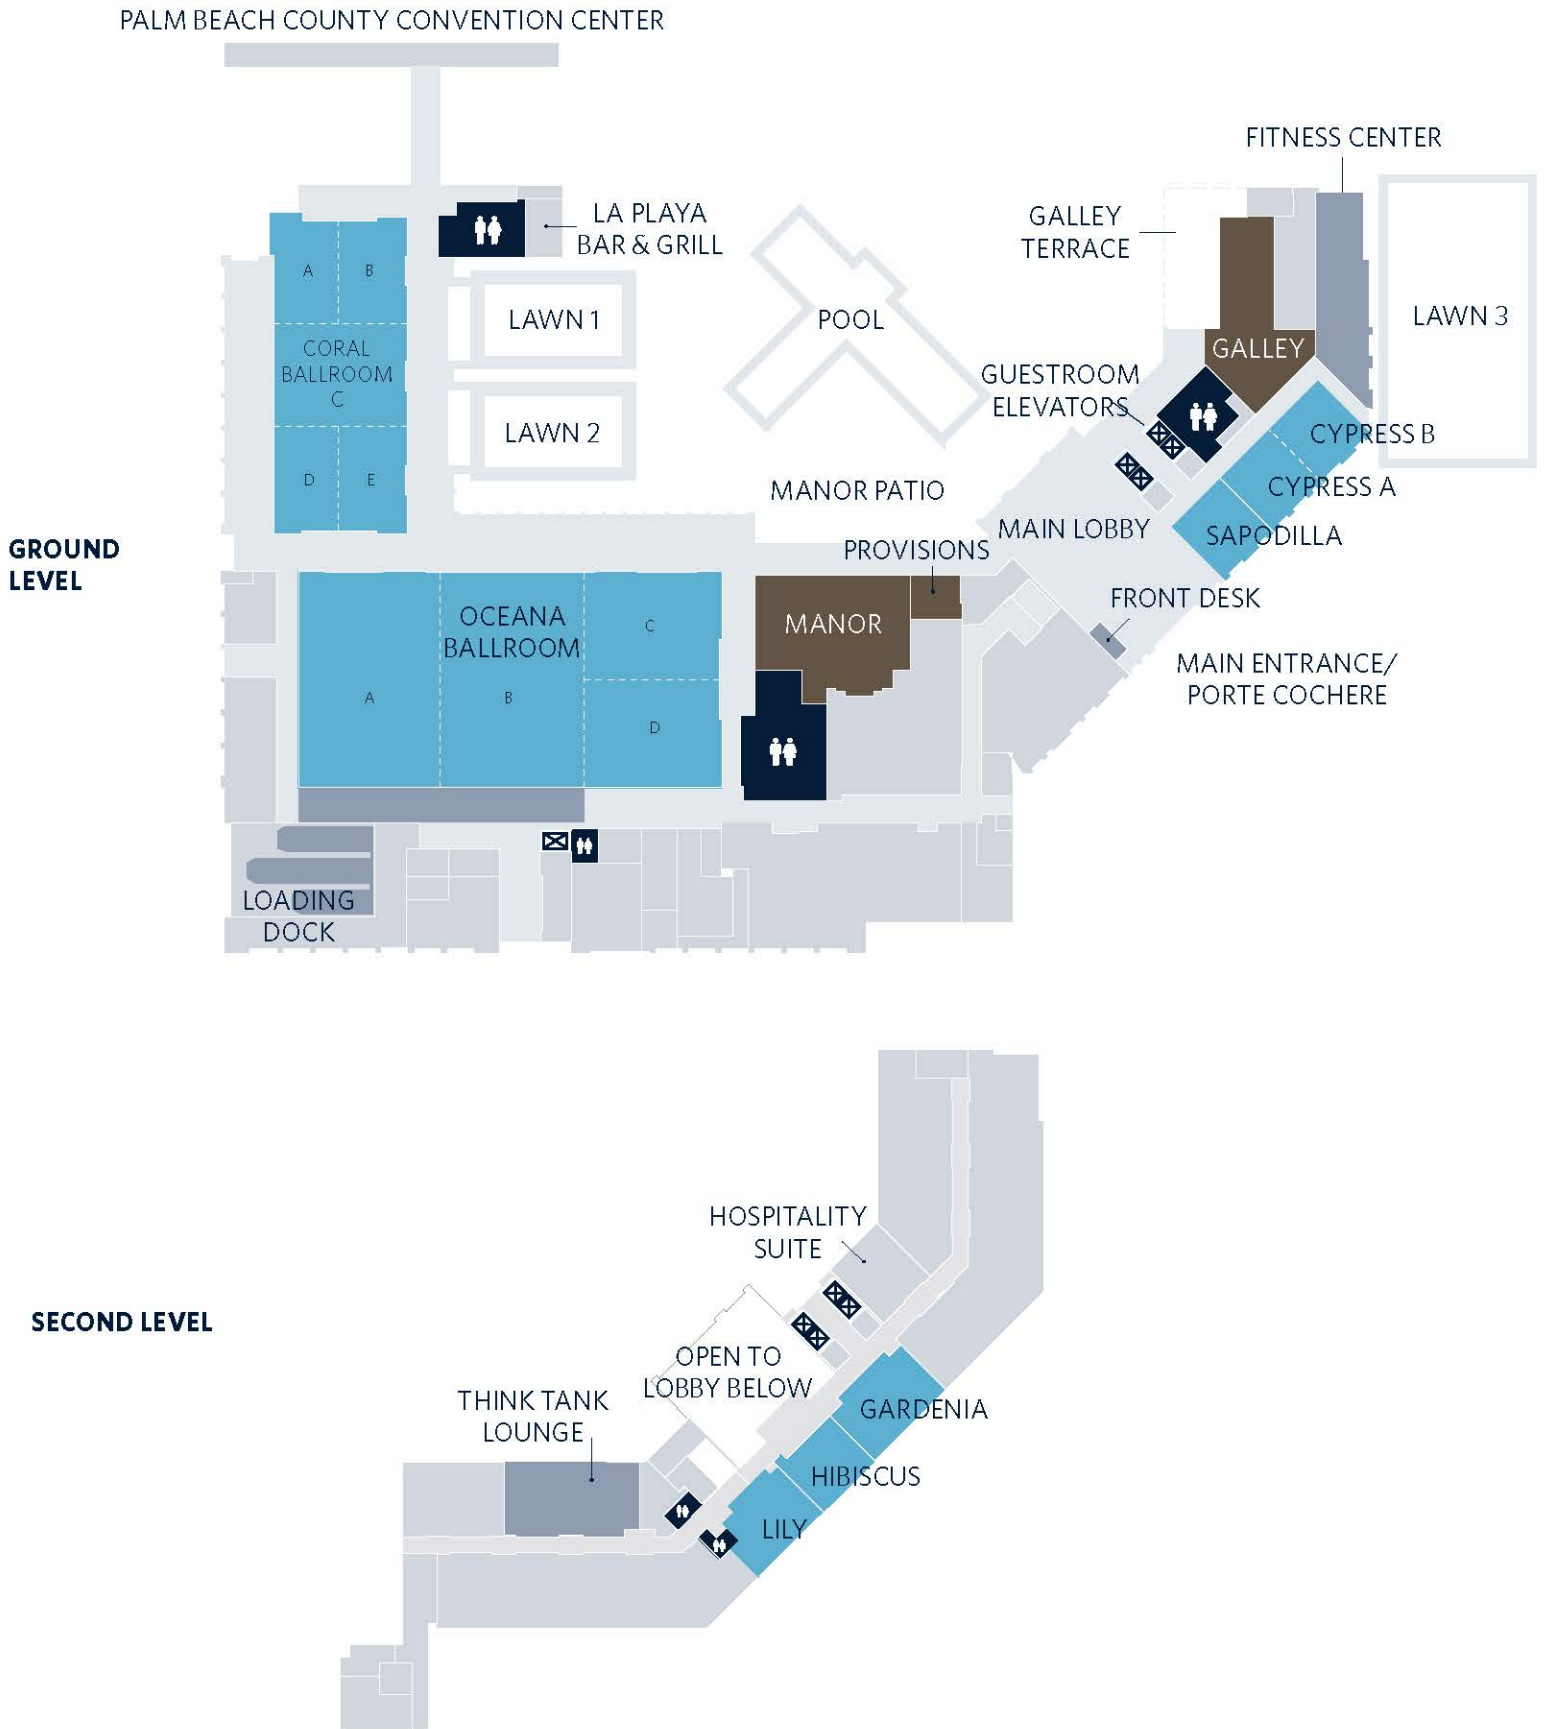 PALM BEACH COUNTY CONVENTION CENTER
FITNESS CENTER
LA PLAYA
BAR & GRILL
GALLEY
TERRACE
A
B
LAWN 1
POOL
LAWN 3
CORAL
BALLROOM
C
GALLEY
GUESTROOM
ELEVATORS
LAWN 2
CYPRESS B
D
E
MANOR PATIO
CYPRESS A
MAIN LOBBY
SAPODILLA
GROUND
LEVEL
PROVISIONS
FRONT DESK
OCEANA
BALLROOM
C
MANOR
MAIN ENTRANCE/
PORTE COCHERE
A
B
D
LOADING
DOCK
HOSPITALITY
SUITE
SECOND LEVEL
OPEN TO
LOBBY BELOW
THINK TANK
LOUNGE
GARDENIA
HIBISCUS
LILY